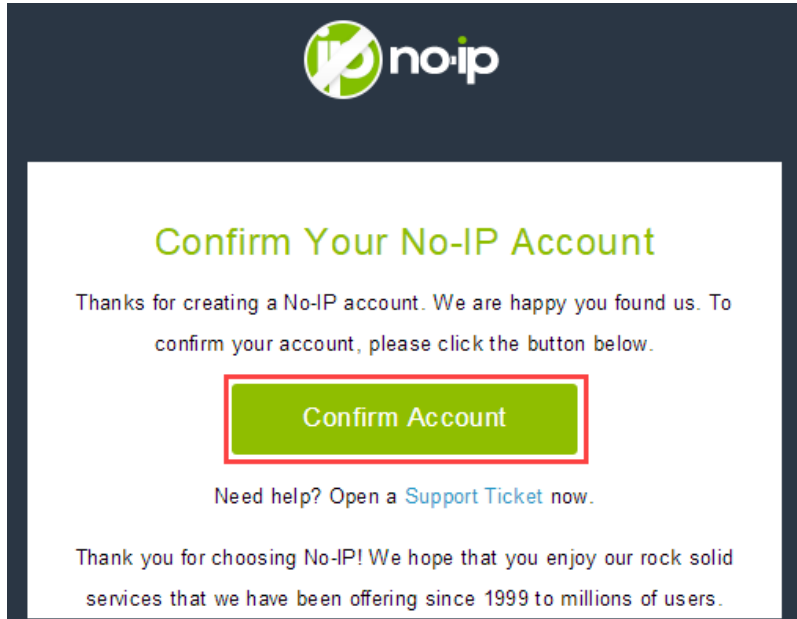 ip no-ip
Confirm Your No-IP Account
Thanks for creating a No-IP account. We are happy you found us. To
confirm your account, please click the button below.
Confirm Account
Need help? Open a Support Ticket now.
Thank you for choosing No-IP! We hope that you enjoy our rock solid
services that we have been offering since 1999 to millions of users.